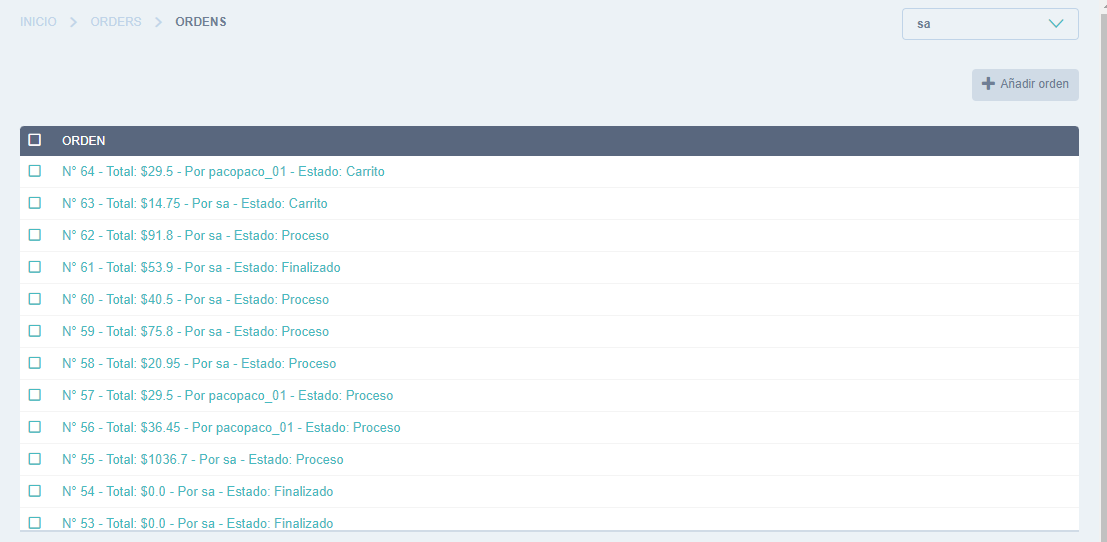 INICIO > ORDERS > ORDENS
sa
Añadir orden
ORDEN
N° 64 - Total: $29.5 - Por pacopaco_01 - Estado: Carrito
N° 63 - Total: $14.75 - Por sa - Estado: Carrito
N° 62 - Total: $91.8 - Por sa - Estado: Proceso
N° 61 - Total: $53.9 - Por sa - Estado: Finalizado
N° 60 - Total: $40.5 - Por sa - Estado: Proceso
N° 59 - Total: $75.8 - Por sa - Estado: Proceso
N° 58 - Total: $20.95 - Por sa - Estado: Proceso
N° 57 - Total: $29.5 - Por pacopaco_01 - Estado: Proceso
N° 56 - Total: $36.45 - Por pacopaco_01 - Estado: Proceso
N° 55 - Total: $1036.7 - Por sa - Estado: Proceso
N° 54 - Total: $0.0 - Por sa - Estado: Finalizado
N° 53 - Total: $0.0 - Por sa - Estado: Finalizado